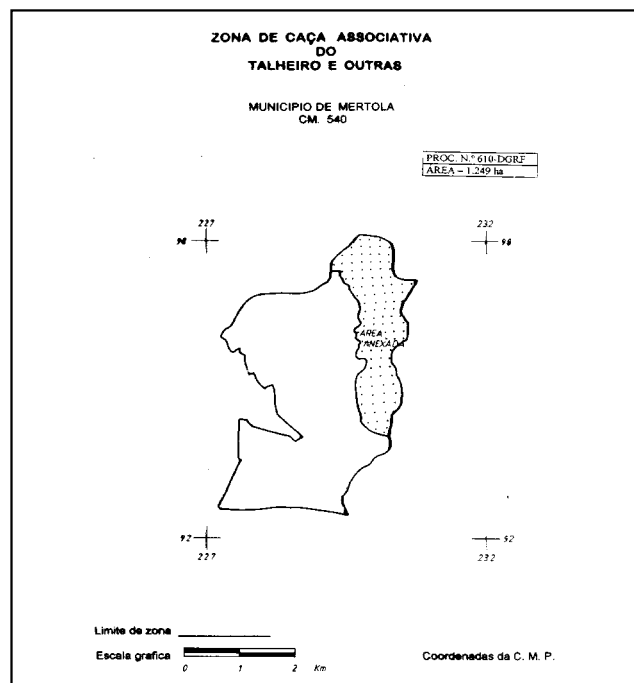 ZONA DE CAÇA ASSOCIATIVA
DO
TALHEIRO E OUTRAS
MUNICIPIO DE MERTOLA
CM. 540
PROC. N.º 610-DGRF
AREA – 1.249 ha
227
232
98
98
AREA
ANEXADA
92
92
227
232
Limite de zona
Escala grafica
0 1 2 Km
Coordenadas da C. M. P.